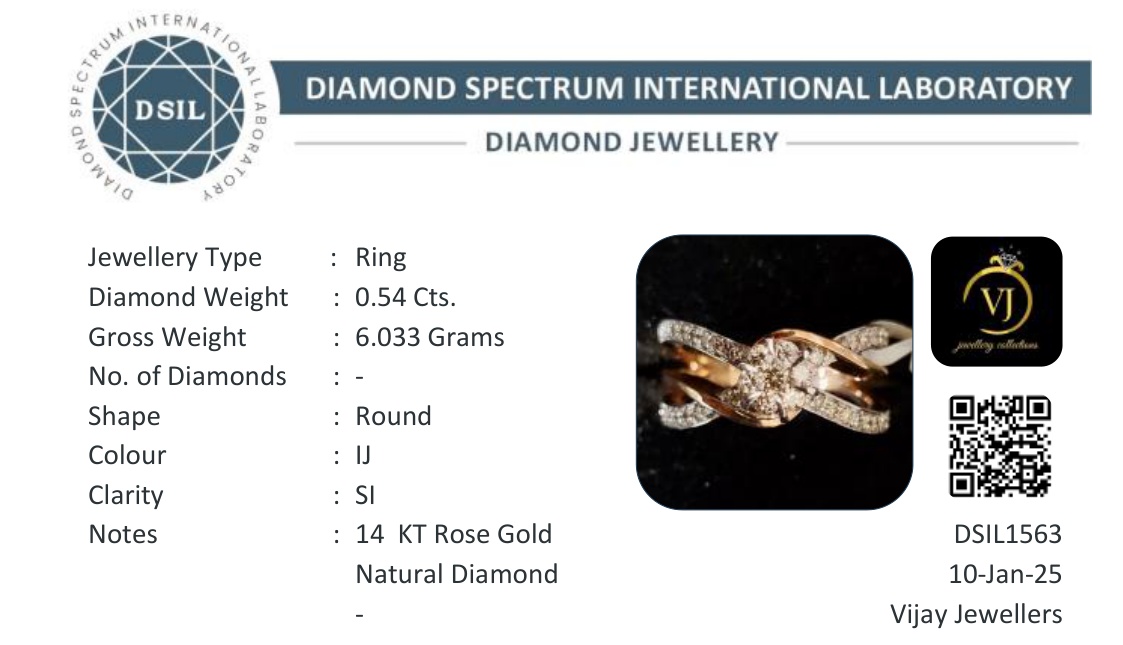 DIAMOND SPECTRUM INTERNATIONAL LABORATORY
DSIL
DIAMOND SPECTRUM INTERNATIONAL LABORATORY
DIAMOND JEWELLERY
Jewellery Type : Ring
Diamond Weight : 0.54 Cts.
Gross Weight : 6.033 Grams
No. of Diamonds : -
Shape : Round
Colour : IJ
Clarity : SI
Notes : 14 KT Rose Gold
Natural Diamond
-
VJ
jewellery collections
DSIL1563
10-Jan-25
Vijay Jewellers